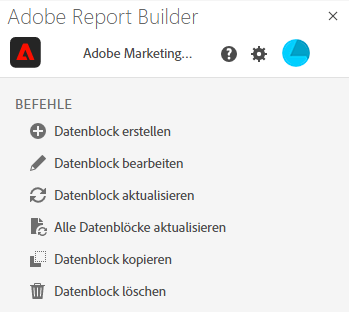 Adobe Report Builder
Adobe Marketing...
BEFEHLE
Datenblock erstellen
Datenblock bearbeiten
Datenblock aktualisieren
Alle Datenblöcke aktualisieren
Datenblock kopieren
Datenblock löschen